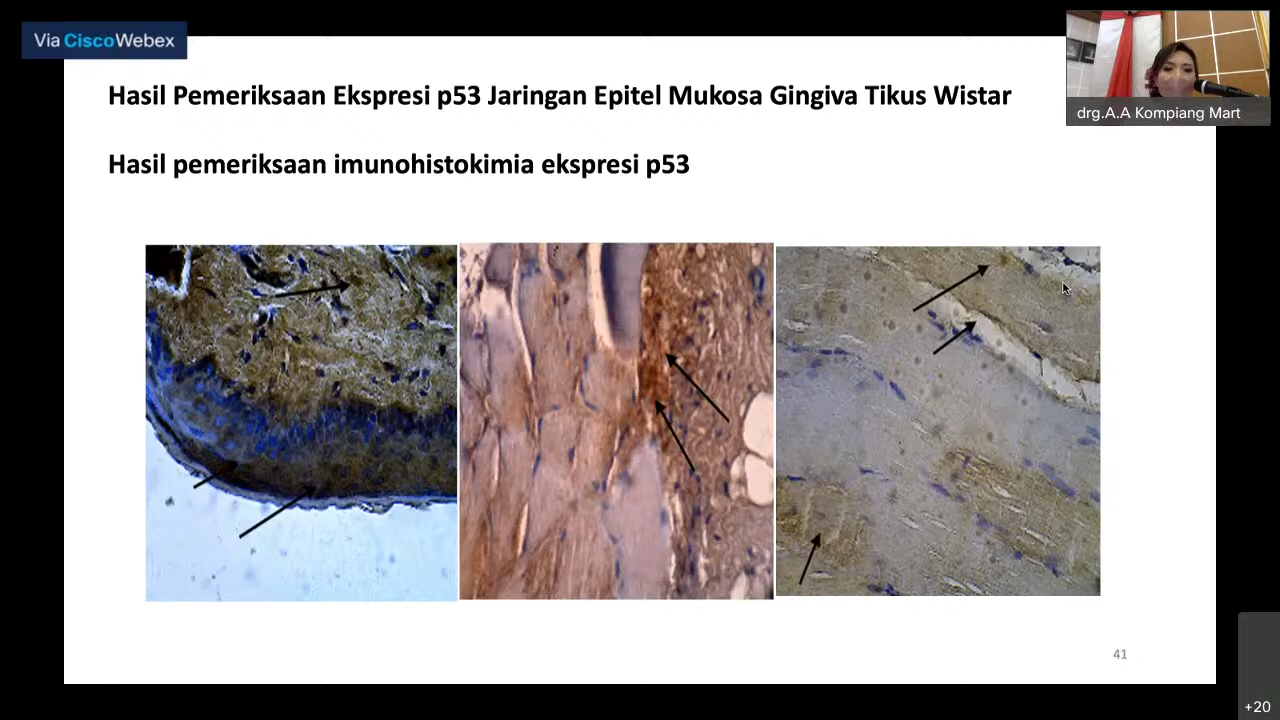 Via CiscoWebex
Hasil Pemeriksaan Ekspresi p53 Jaringan Epitel Mukosa Gingiva Tikus Wistar
drg.A.A Kompiang Mart
Hasil pemeriksaan imunohistokimia ekspresi p53
41
+20